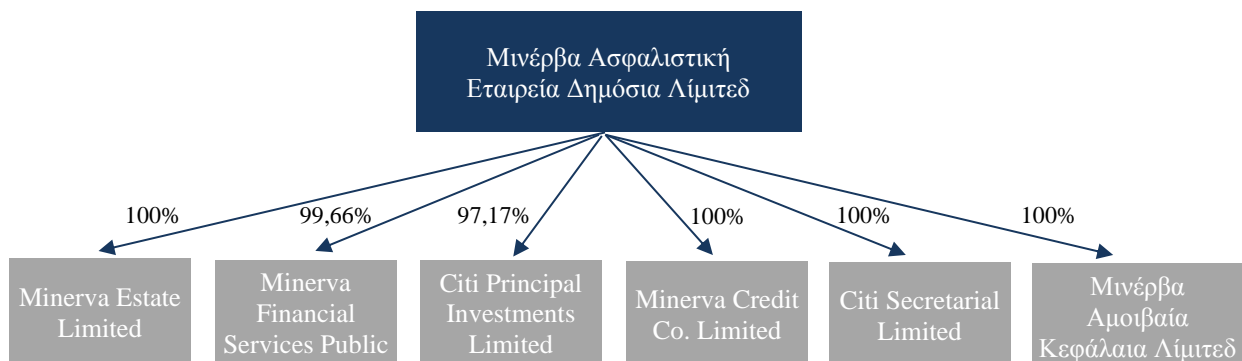 Μινέρβα Ασφαλιστική
Εταιρεία Δημόσια Λίμιτεδ
100%
99,66%
97,17%
100%
100%
100%
Minerva Estate
Limited
Minerva
Financial
Services Public
Citi Principal
Investments
Limited
Minerva Credit
Co. Limited
Citi Secretarial
Limited
Μινέρβα
Αμοιβαία
Κεφάλαια Λίμιτεδ